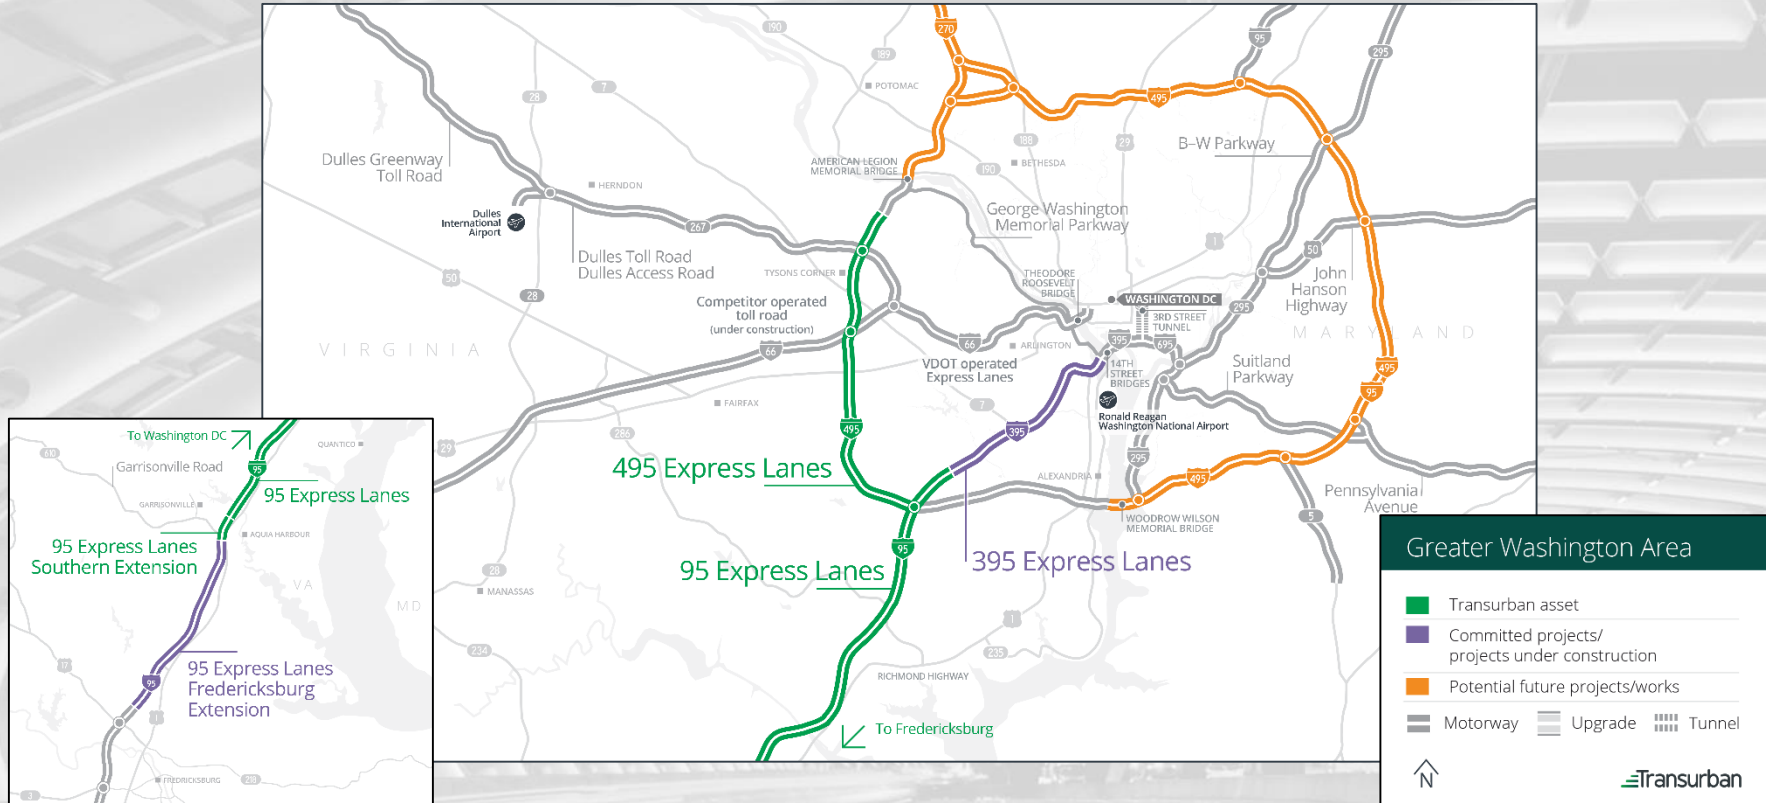 270
190
95
295
189
POTOMAC
28
7
495
188
29
B–W Parkway
Dulles Greenway
Toll Road
AMERICAN LEGION
MEMORIAL BRIDGE
190
BETHESDA
HERNDON
Dulles
International
Airport
George Washington
Memorial Parkway
267
1
50
Dulles Toll Road
Dulles Access Road
TYSONS CORNER
THEODORE
ROOSEVELT
BRIDGE
John
Hanson
Highway
50
28
Competitor operated
toll road
(under construction)
WASHINGTON DC
3RD STREET
TUNNEL
295
VIRGINIA
MARYLAND
66
66
ARLINGTON
395
695
VDOT operated
Express Lanes
14TH
STREET
BRIDGES
Suitland
Parkway
495
95
FAIRFAX
7
Ronald Reagan
Washington National Airport
286
495
395
29
295
495 Express Lanes
ALEXANDRIA
495
Pennsylvania
Avenue
WOODROW WILSON
MEMORIAL BRIDGE
5
95
95 Express Lanes
395 Express Lanes
28
MANASSAS
1
234
235
RICHMOND HIGHWAY
To Fredericksburg
To Washington DC
QUANTICO
610
Garrisonville Road
95
95 Express Lanes
GARRISONVILLE
AQUIA HARBOUR
95 Express Lanes
Southern Extension
VA
MD
17
95 Express Lanes
Fredericksburg
Extension
95
1
FREDERICKSBURG
218
3
Greater Washington Area
Transurban asset
Committed projects/
projects under construction
Potential future projects/works
Motorway
Upgrade
Tunnel
N
Transurban